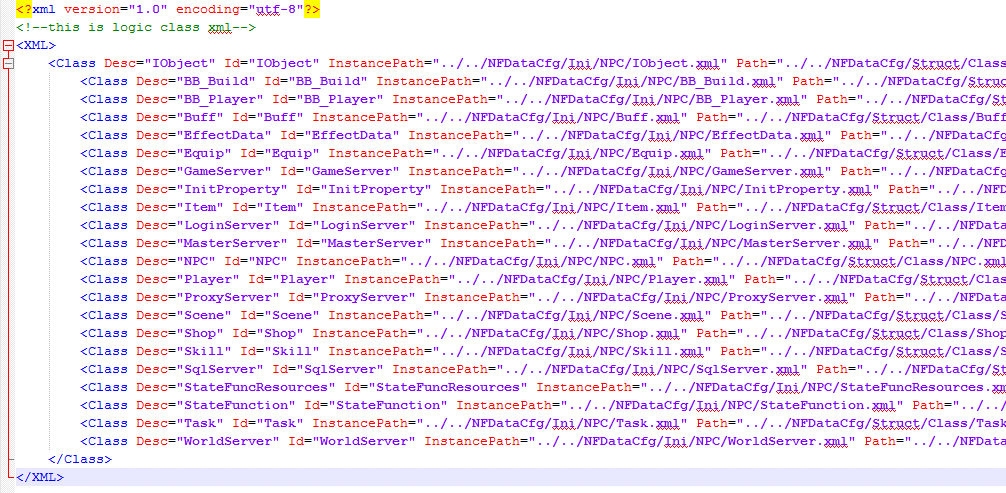 <?xml version="1.0" encoding="utf-8"?>
<!--this is logic class xml-->
<XML>
<Class Desc="IObject" Id="IObject" InstancePath="../../NFDataCfg/Ini/NPC/IObject.xml" Path="../../NFDataCfg/Struct/Class
<Class Desc="BB_Build" Id="BB_Build" InstancePath="../../NFDataCfg/Ini/NPC/BB_Build.xml" Path="../../NFDataCfg/Struc
<Class Desc="BB_Player" Id="BB_Player" InstancePath="../../NFDataCfg/Ini/NPC/BB_Player.xml" Path="../../NFDataCfg/St
<Class Desc="Buff" Id="Buff" InstancePath="../../NFDataCfg/Ini/NPC/Buff.xml" Path="../../NFDataCfg/Struct/Class/Buff
<Class Desc="EffectData" Id="EffectData" InstancePath="../../NFDataCfg/Ini/NPC/EffectData.xml" Path="../../NFDataCfg
<Class Desc="Equip" Id="Equip" InstancePath="../../NFDataCfg/Ini/NPC/Equip.xml" Path="../../NFDataCfg/Struct/Class/E
<Class Desc="GameServer" Id="GameServer" InstancePath="../../NFDataCfg/Ini/NPC/GameServer.xml" Path="../../NFDataCfg
<Class Desc="InitProperty" Id="InitProperty" InstancePath="../../NFDataCfg/Ini/NPC/InitProperty.xml" Path="../../NFD
<Class Desc="Item" Id="Item" InstancePath="../../NFDataCfg/Ini/NPC/Item.xml" Path="../../NFDataCfg/Struct/Class/Item
<Class Desc="LoginServer" Id="LoginServer" InstancePath="../../NFDataCfg/Ini/NPC/LoginServer.xml" Path="../../NFData
<Class Desc="MasterServer" Id="MasterServer" InstancePath="../../NFDataCfg/Ini/NPC/MasterServer.xml" Path="../../NFD
<Class Desc="NPC" Id="NPC" InstancePath="../../NFDataCfg/Ini/NPC/NPC.xml" Path="../../NFDataCfg/Struct/Class/NPC.xml
<Class Desc="Player" Id="Player" InstancePath="../../NFDataCfg/Ini/NPC/Player.xml" Path="../../NFDataCfg/Struct/Clas
<Class Desc="ProxyServer" Id="ProxyServer" InstancePath="../../NFDataCfg/Ini/NPC/ProxyServer.xml" Path="../../NFData
<Class Desc="Scene" Id="Scene" InstancePath="../../NFDataCfg/Ini/NPC/Scene.xml" Path="../../NFDataCfg/Struct/Class/S
<Class Desc="Shop" Id="Shop" InstancePath="../../NFDataCfg/Ini/NPC/Shop.xml" Path="../../NFDataCfg/Struct/Class/Shop
<Class Desc="Skill" Id="Skill" InstancePath="../../NFDataCfg/Ini/NPC/Skill.xml" Path="../../NFDataCfg/Struct/Class/S
<Class Desc="SqlServer" Id="SqlServer" InstancePath="../../NFDataCfg/Ini/NPC/SqlServer.xml" Path="../../NFDataCfg/St
<Class Desc="StateFuncResources" Id="StateFuncResources" InstancePath="../../NFDataCfg/Ini/NPC/StateFuncResources.xm
<Class Desc="StateFunction" Id="StateFunction" InstancePath="../../NFDataCfg/Ini/NPC/StateFunction.xml" Path="../../
<Class Desc="Task" Id="Task" InstancePath="../../NFDataCfg/Ini/NPC/Task.xml" Path="../../NFDataCfg/Struct/Class/Task
<Class Desc="WorldServer" Id="WorldServer" InstancePath="../../NFDataCfg/Ini/NPC/WorldServer.xml" Path="../../NFData
</Class>
</XML>